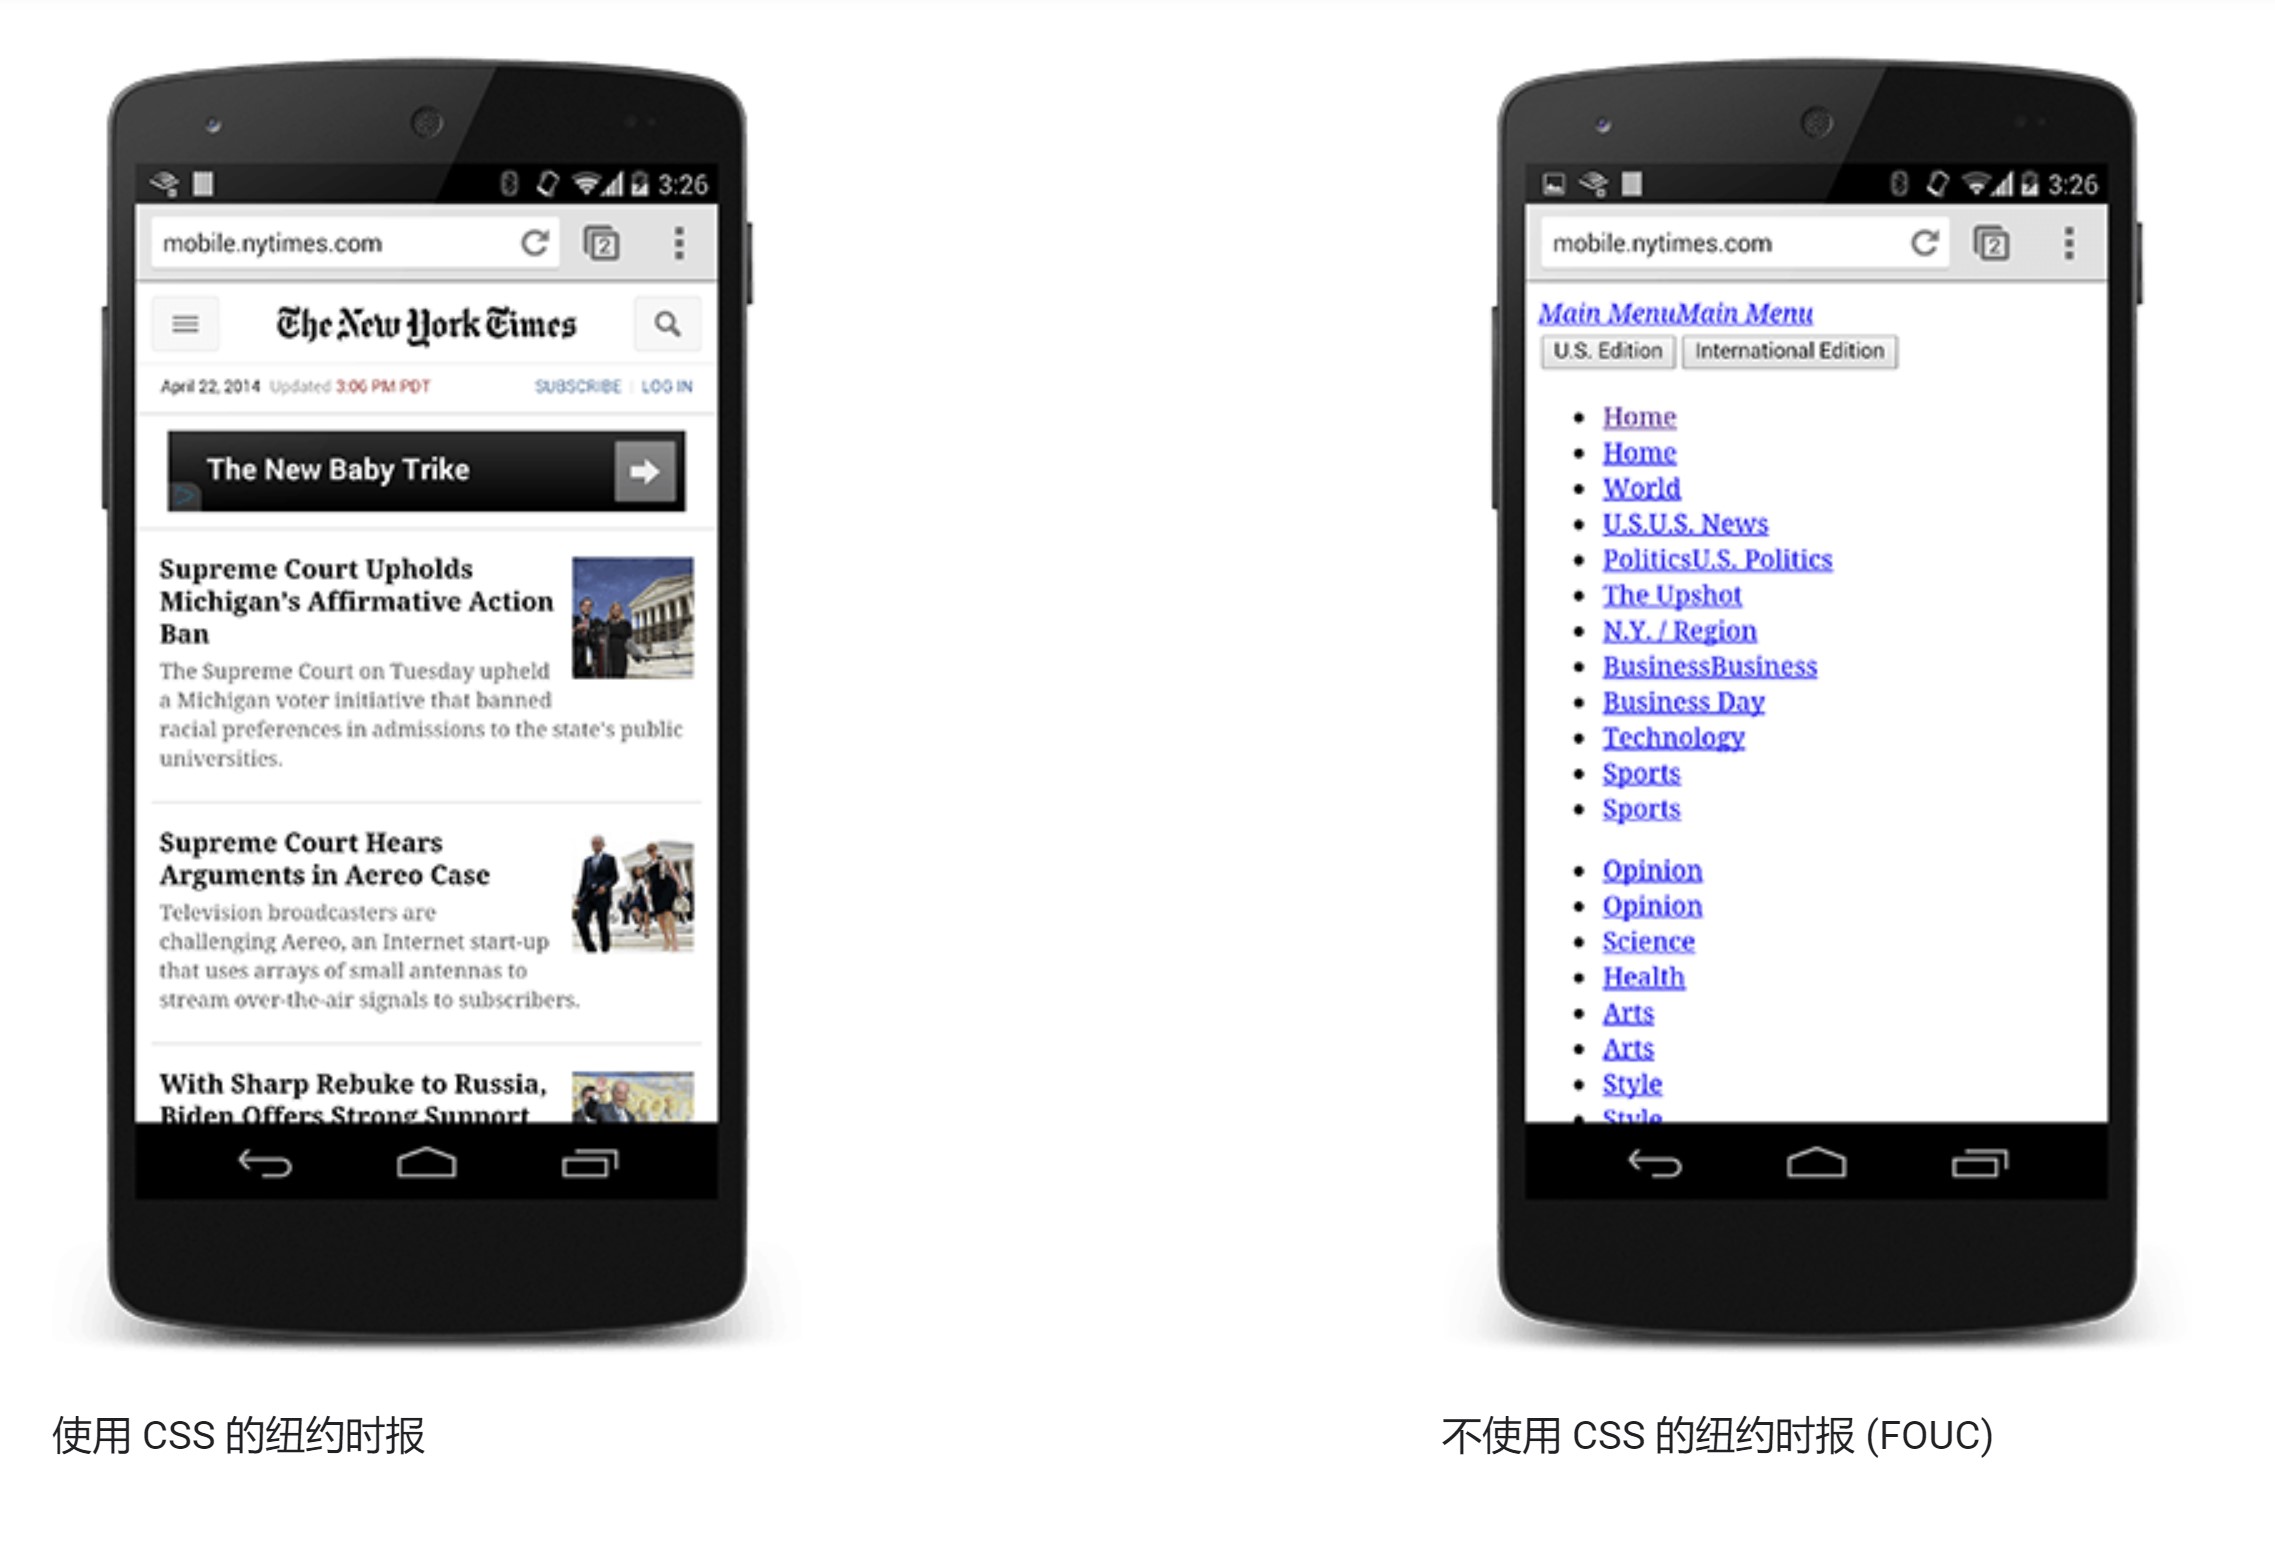 3:26
mobile.nytimes.com
2
The New York Times
April 22, 2014 Updated 3:06 PM PDT SUBSCRIBE | LOG IN
The New Baby Trike
Supreme Court Upholds
Michigan's Affirmative Action
Ban
The Supreme Court on Tuesday upheld
a Michigan voter initiative that banned
racial preferences in admissions to the state's public
universities.
Supreme Court Hears
Arguments in Aereo Case
Television broadcasters are
challenging Aereo, an Internet start-up
that uses arrays of small antennas to
stream over-the-air signals to subscribers.
With Sharp Rebuke to Russia,
Biden Offers Strong Support
使用 CSS 的纽约时报
3:26
mobile.nytimes.com
2
Main MenuMain Menu
U.S. Edition International Edition
• Home
• Home
• World
• U.S.U.S. News
• PoliticsU.S. Politics
• The Upshot
• N.Y. / Region
• BusinessBusiness
• Business Day
• Technology
• Sports
• Sports
• Opinion
• Opinion
• Science
• Health
• Arts
• Arts
• Style
• Style
不使用 CSS 的纽约时报 (FOUC)